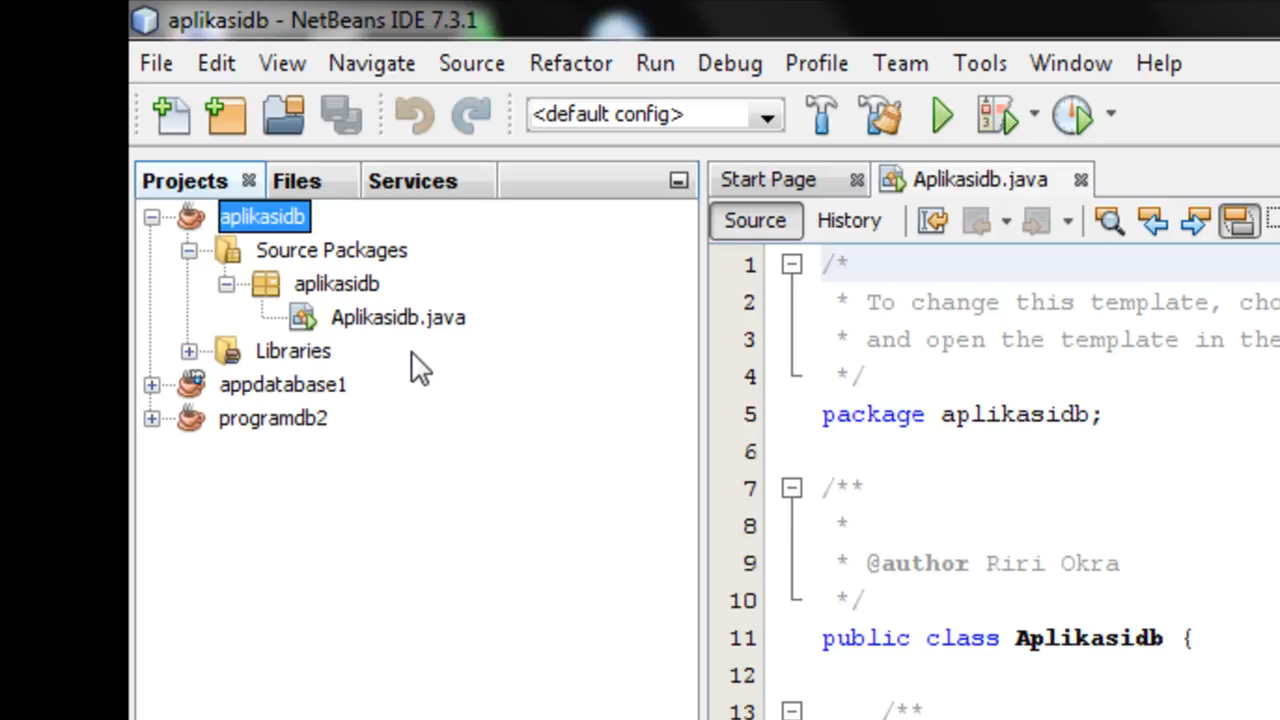 aplikasidb - NetBeans IDE 7.3.1
File Edit View Navigate Source Refactor Run Debug Profile Team Tools Window Help
<default config>
Projects Files Services
Start Page Aplikasidb.java
aplikasidb
Source Packages
aplikasidb
Aplikasidb.java
Libraries
appdatabase1
programdb2
Source History
1 /*
2 * To change this template, cho
3 * and open the template in the
4 */
5 package aplikasidb;
6
7 /**
8 *
9 * @author Riri Okra
10 */
11 public class Aplikasidb {
12
13 /**